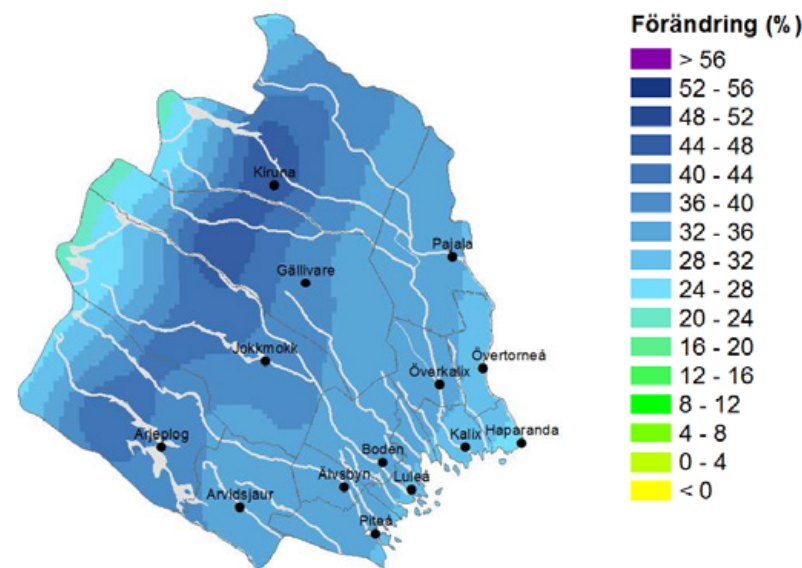 Förändring (%)
> 56
52 - 56
48 - 52
44 - 48
40 - 44
36 - 40
32 - 36
28 - 32
24 - 28
20 - 24
16 - 20
12 - 16
8 - 12
4 - 8
0 - 4
< 0
Kiruna
Pajala
Gällivare
Jokkmokk
Övertorneå
Överkalix
Arjeplog
Boden
Kalix
Haparanda
Älvsbyn
Luleå
Arvidsjaur
Piteå